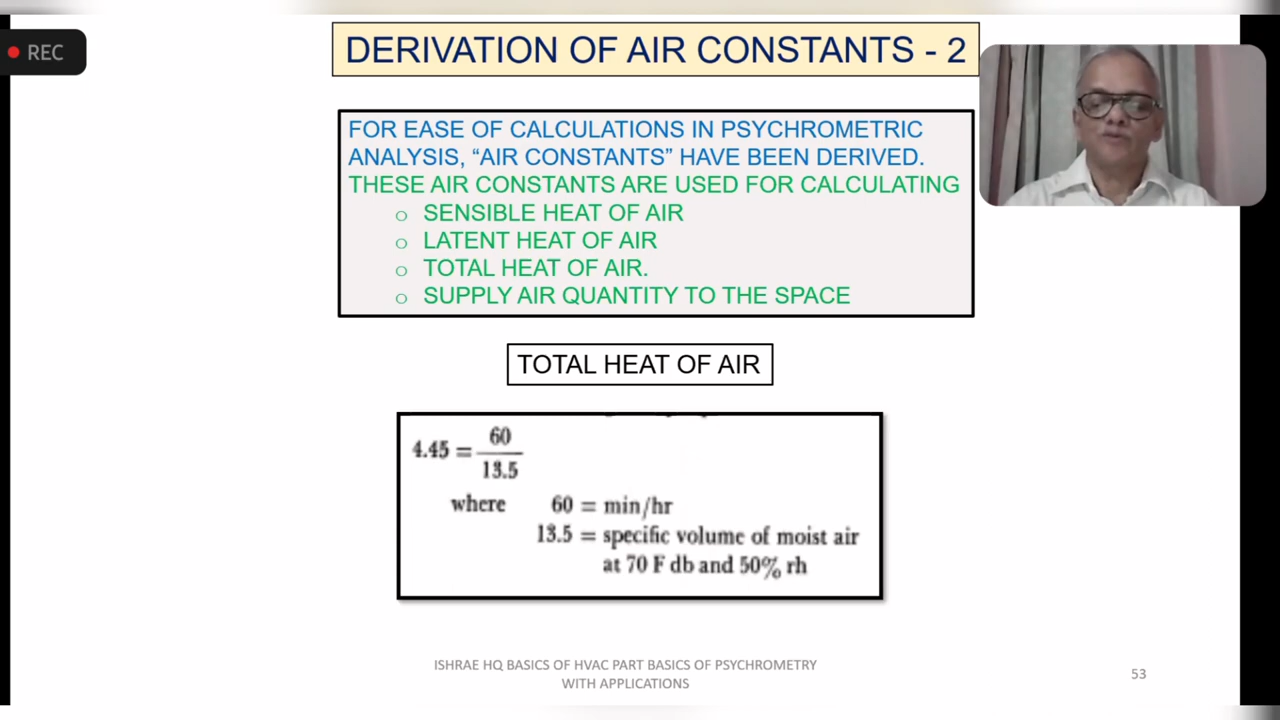 REC
DERIVATION OF AIR CONSTANTS - 2
FOR EASE OF CALCULATIONS IN PSYCHROMETRIC
ANALYSIS, “AIR CONSTANTS” HAVE BEEN DERIVED.
THESE AIR CONSTANTS ARE USED FOR CALCULATING
o SENSIBLE HEAT OF AIR
o LATENT HEAT OF AIR
o TOTAL HEAT OF AIR.
o SUPPLY AIR QUANTITY TO THE SPACE
TOTAL HEAT OF AIR
4.45 = 60 / 13.5
where 60 = min/hr
13.5 = specific volume of moist air
at 70 F db and 50% rh
ISHRAE HQ BASICS OF HVAC PART BASICS OF PSYCHROMETRY
WITH APPLICATIONS
53